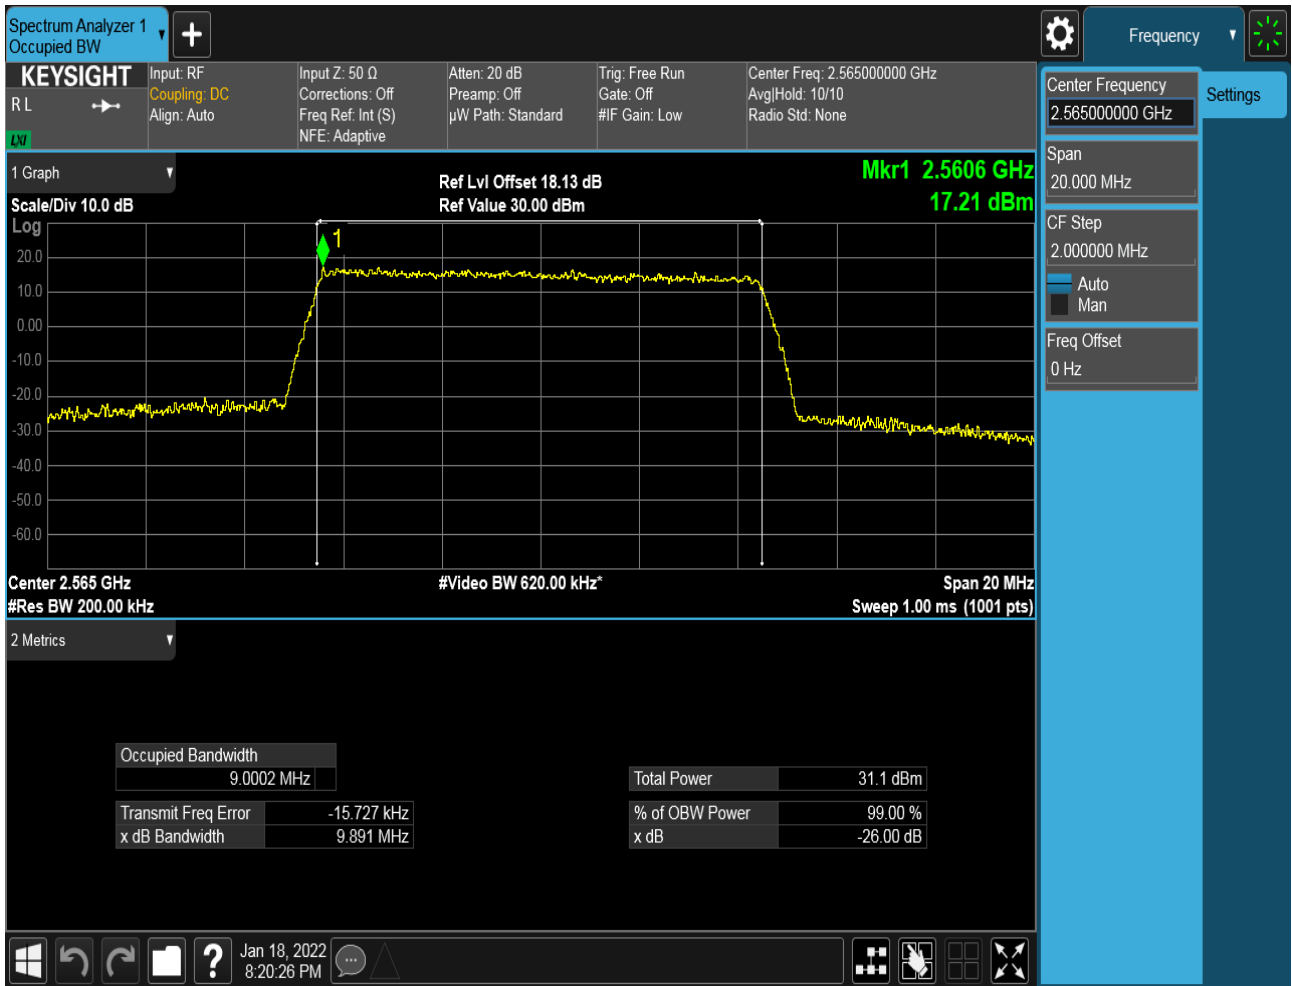 Spectrum Analyzer 1
Occupied BW
Frequency
KEYSIGHT
R L
LXI
Input: RF
Coupling: DC
Align: Auto
Input Z: 50 Ω
Corrections: Off
Freq Ref: Int (S)
NFE: Adaptive
Atten: 20 dB
Preamp: Off
µW Path: Standard
Trig: Free Run
Gate: Off
#IF Gain: Low
Center Freq: 2.565000000 GHz
Avg|Hold: 10/10
Radio Std: None
Center Frequency
2.565000000 GHz
Settings
Span
20.000 MHz
CF Step
2.000000 MHz
Auto
Man
Freq Offset
0 Hz
1 Graph
Scale/Div 10.0 dB
Ref Lvl Offset 18.13 dB
Ref Value 30.00 dBm
Mkr1 2.5606 GHz
17.21 dBm
Log
1
20.0
10.0
0.00
-10.0
-20.0
-30.0
-40.0
-50.0
-60.0
Center 2.565 GHz
#Res BW 200.00 kHz
#Video BW 620.00 kHz*
Span 20 MHz
Sweep 1.00 ms (1001 pts)
2 Metrics
Occupied Bandwidth
9.0002 MHz
Transmit Freq Error -15.727 kHz
x dB Bandwidth 9.891 MHz
Total Power 31.1 dBm
% of OBW Power 99.00 %
x dB -26.00 dB
?
Jan 18, 2022
8:20:26 PM